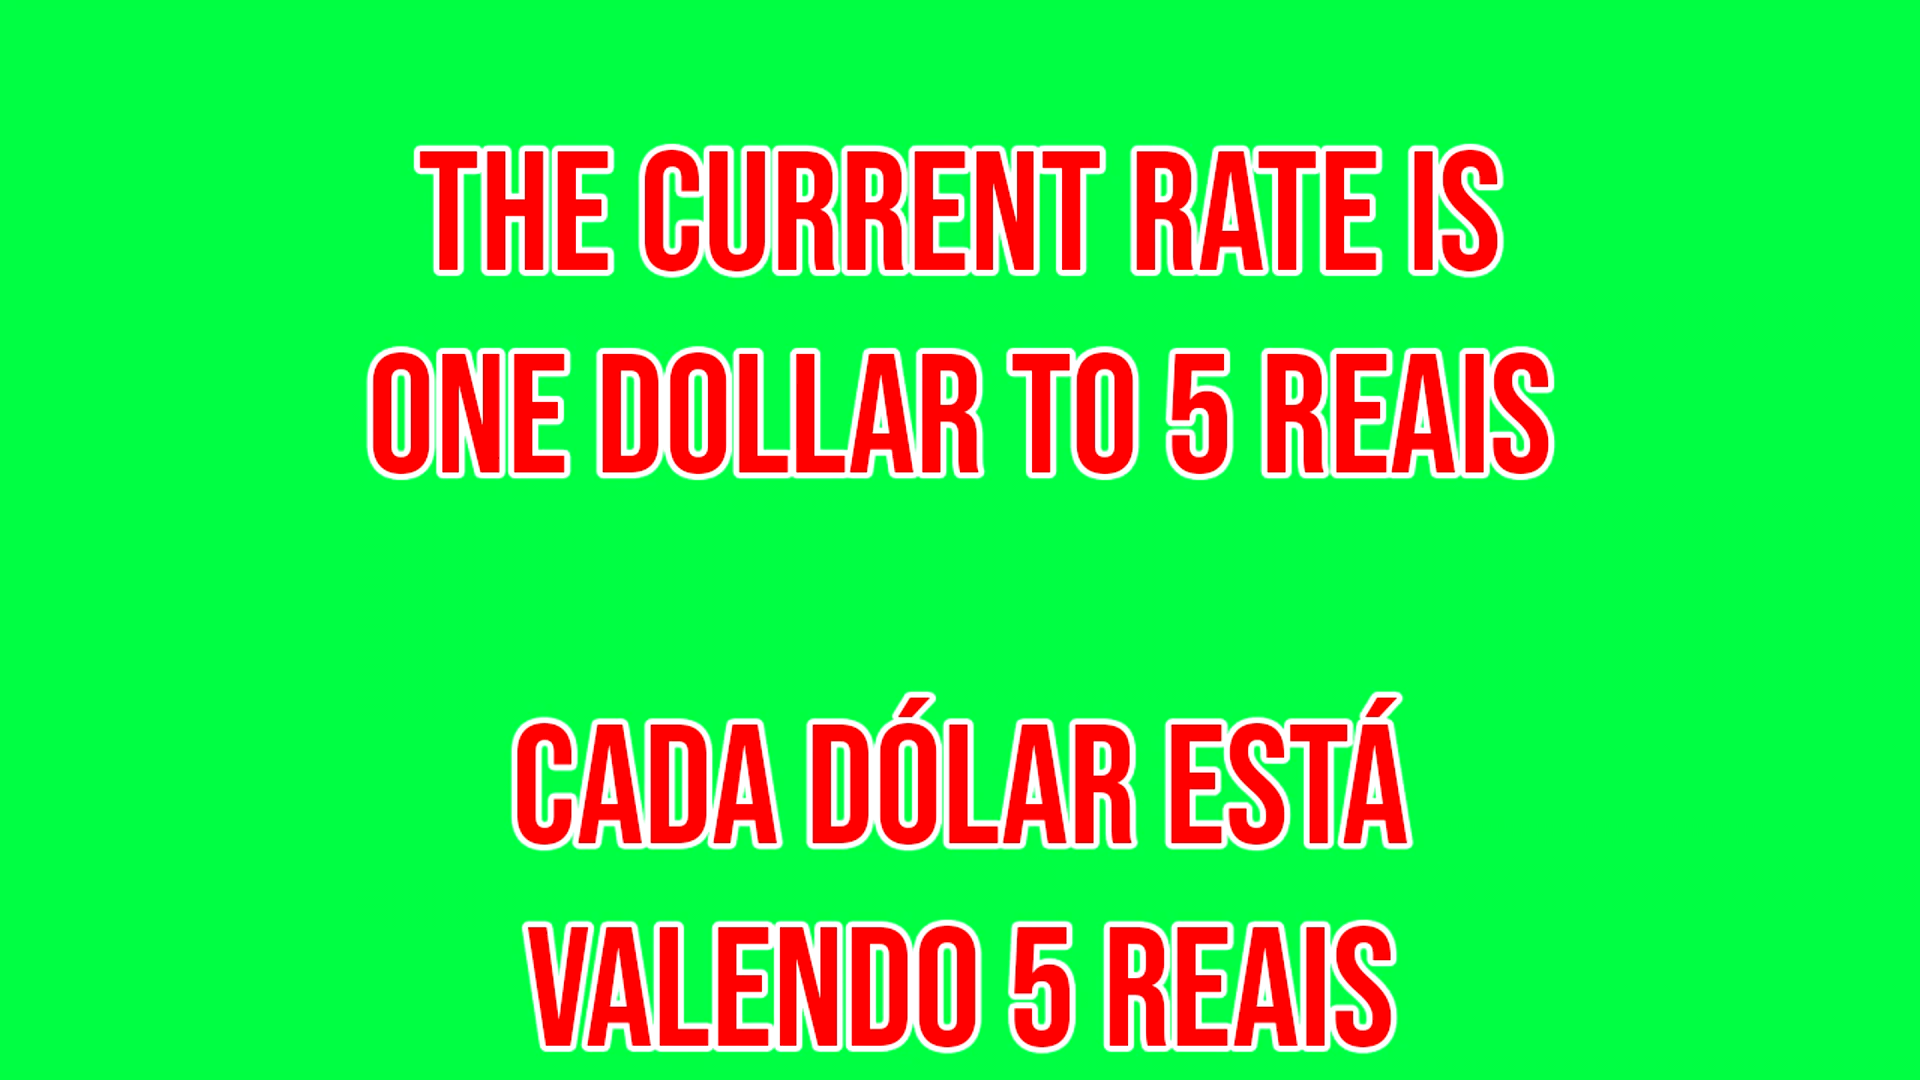 THE CURRENT RATE IS
ONE DOLLAR TO 5 REAIS
CADA DÓLAR ESTÁ
VALENDO 5 REAIS